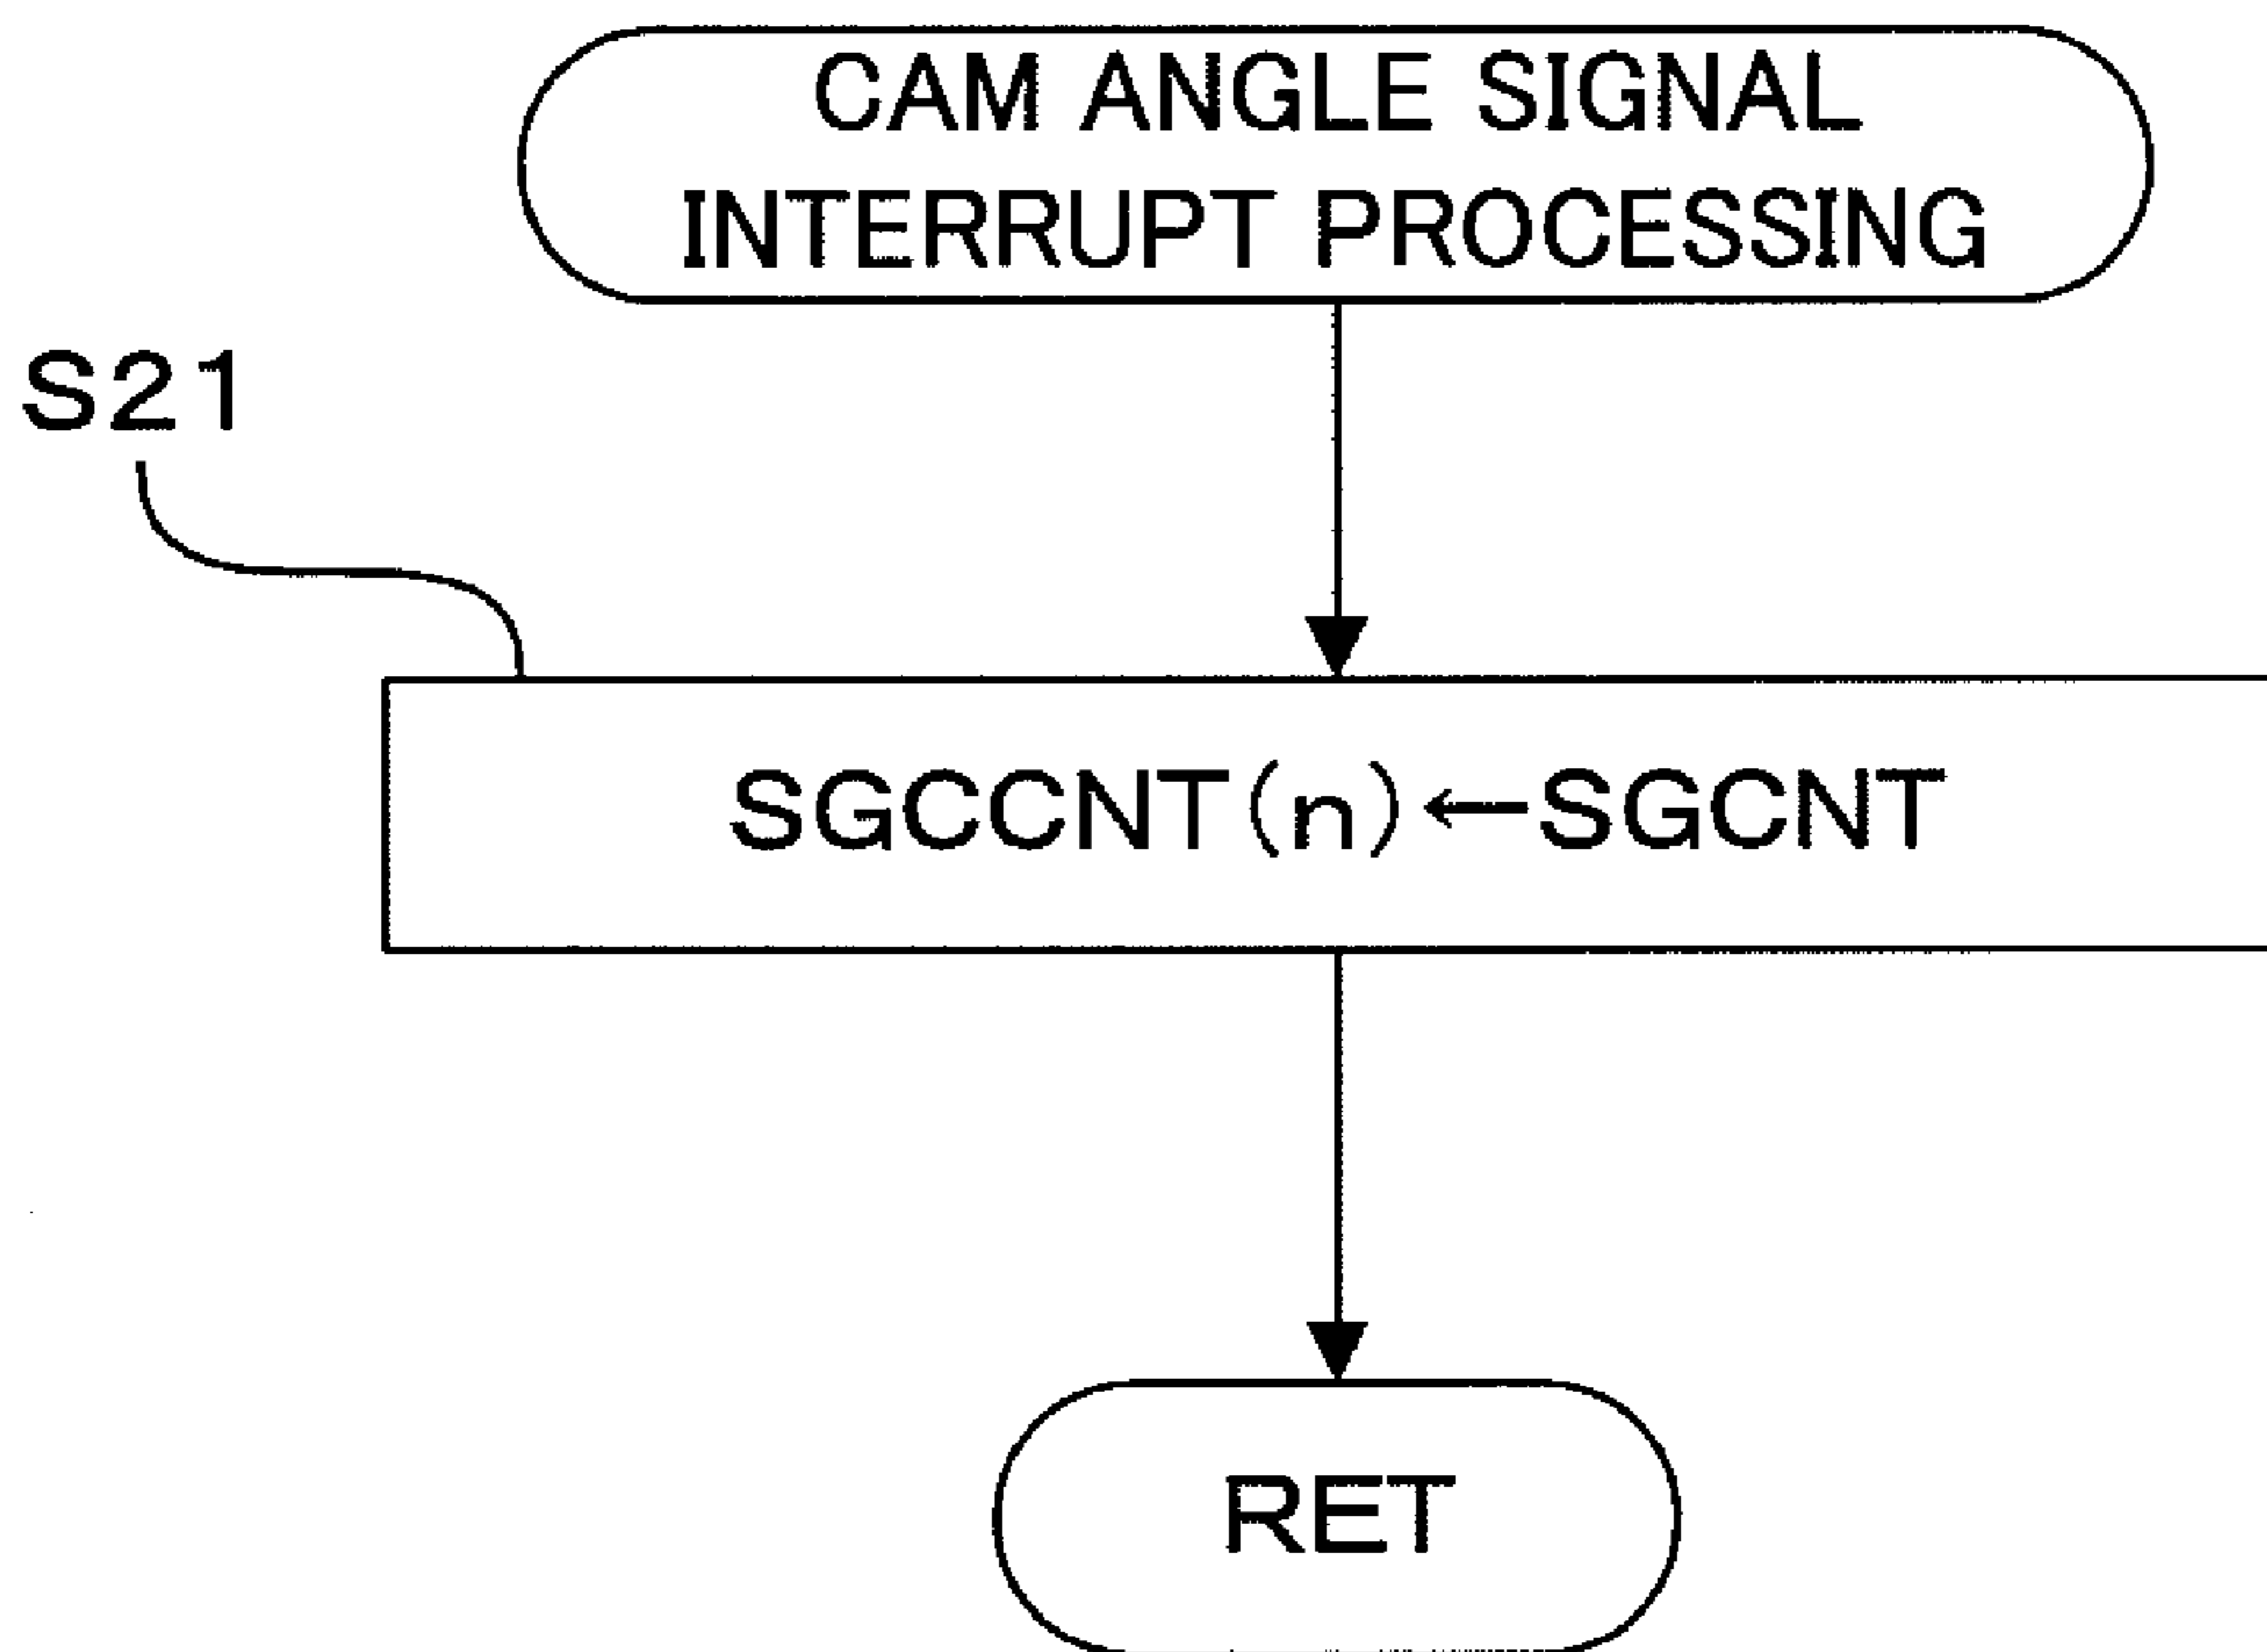 CAM ANGLE SIGNAL
INTERRUPT PROCESSING
S21
SGCCNT(n)←SGCNT
RET